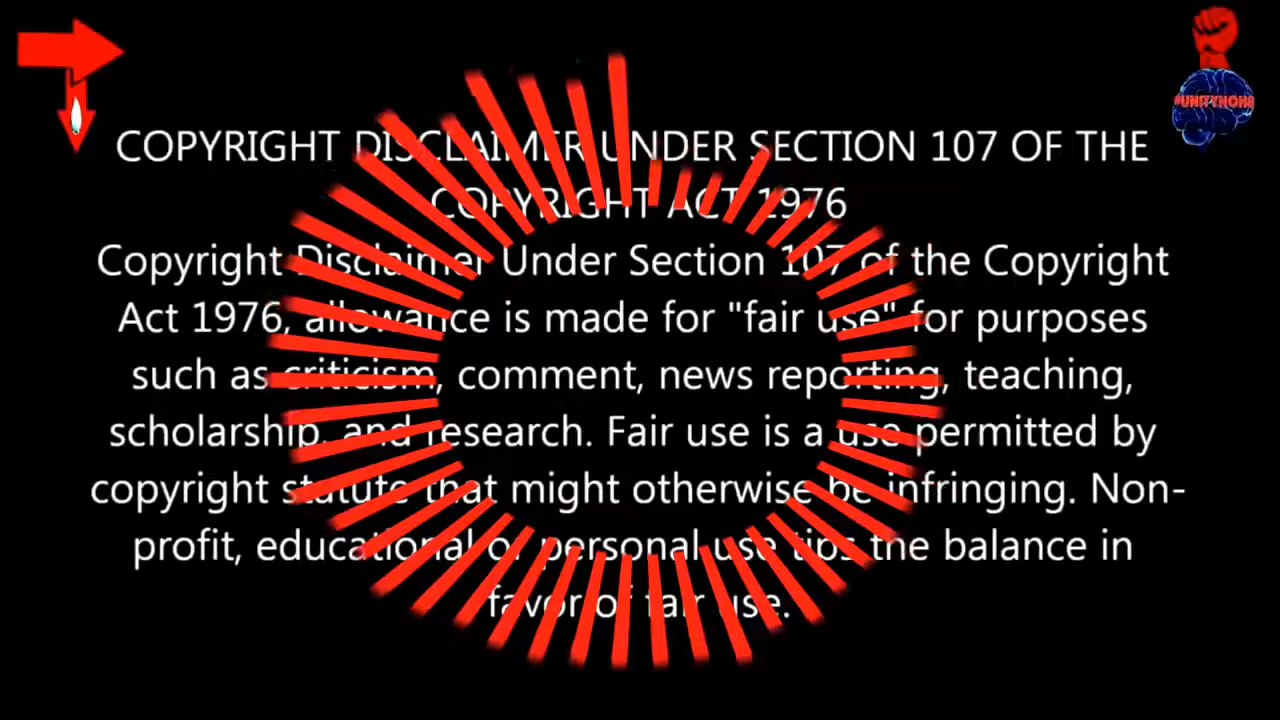 COPYRIGHT DISCLAIMER UNDER SECTION 107 OF THE
COPYRIGHT ACT 1976
Copyright Disclaimer Under Section 107 of the Copyright
Act 1976, allowance is made for "fair use" for purposes
such as criticism, comment, news reporting, teaching,
scholarship, and research. Fair use is a use permitted by
copyright statute that might otherwise be infringing. Non-
profit, educational or personal use tips the balance in
favor of fair use.